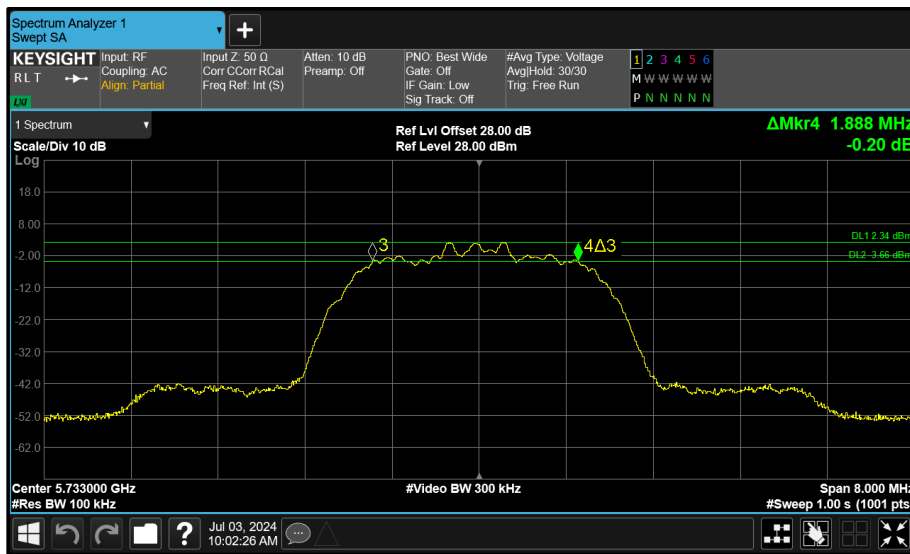 Spectrum Analyzer 1
Swept SA
KEYSIGHT
RLT
LXI
Input: RF
Coupling: AC
Align: Partial
Input Z: 50 Ω
Corr CCorr RCal
Freq Ref: Int (S)
Atten: 10 dB
Preamp: Off
PNO: Best Wide
Gate: Off
IF Gain: Low
Sig Track: Off
#Avg Type: Voltage
Avg|Hold: 30/30
Trig: Free Run
1 2 3 4 5 6
M W W W W W
P N N N N N
1 Spectrum
Scale/Div 10 dB
Log
Ref Lvl Offset 28.00 dB
Ref Level 28.00 dBm
ΔMkr4 1.888 MHz
-0.20 dB
18.0
8.00
-2.00
-12.0
-22.0
-32.0
-42.0
-52.0
-62.0
3
4Δ3
DL1 2.34 dBm
DL2 3.66 dBm
Center 5.733000 GHz
#Res BW 100 kHz
#Video BW 300 kHz
Span 8.000 MHz
#Sweep 1.00 s (1001 pts
?
Jul 03, 2024
10:02:26 AM